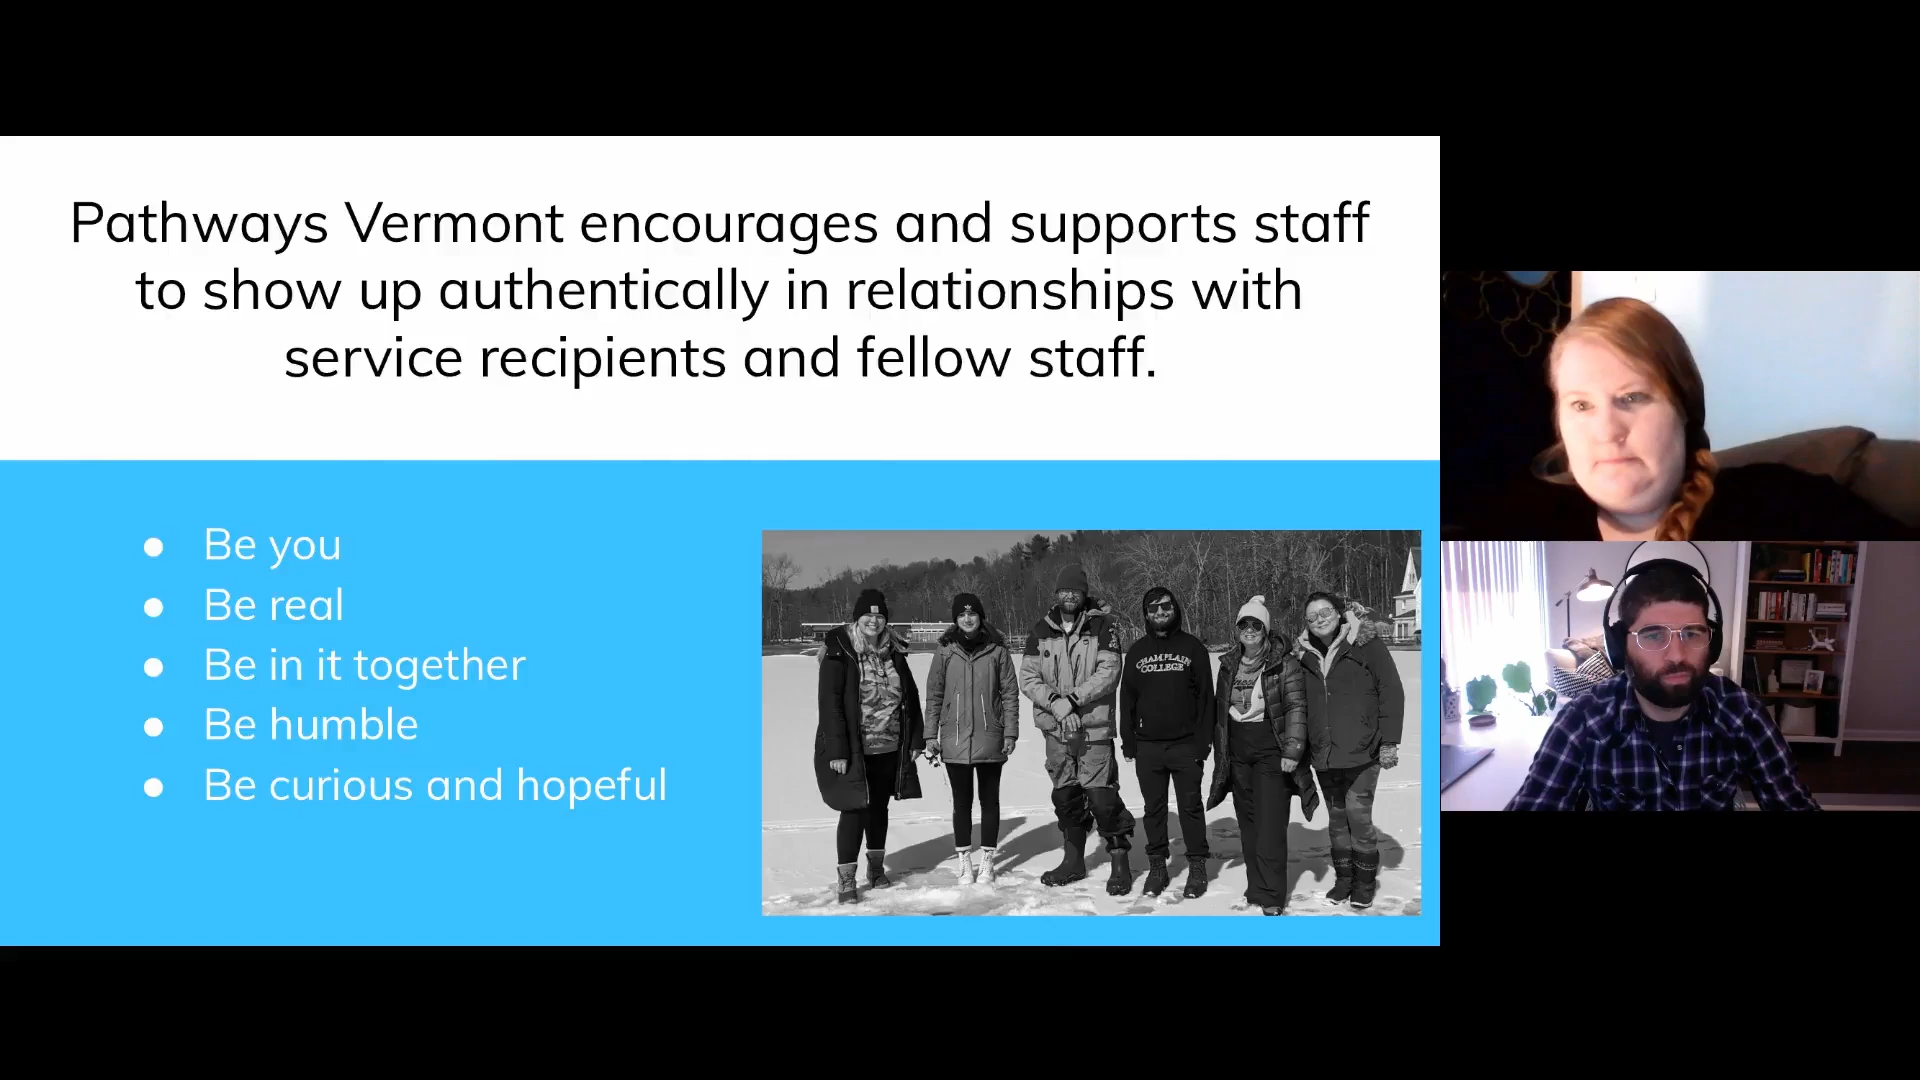 Pathways Vermont encourages and supports staff
to show up authentically in relationships with
service recipients and fellow staff.
● Be you
● Be real
● Be in it together
● Be humble
● Be curious and hopeful
CHAMPLAIN
COLLEGE